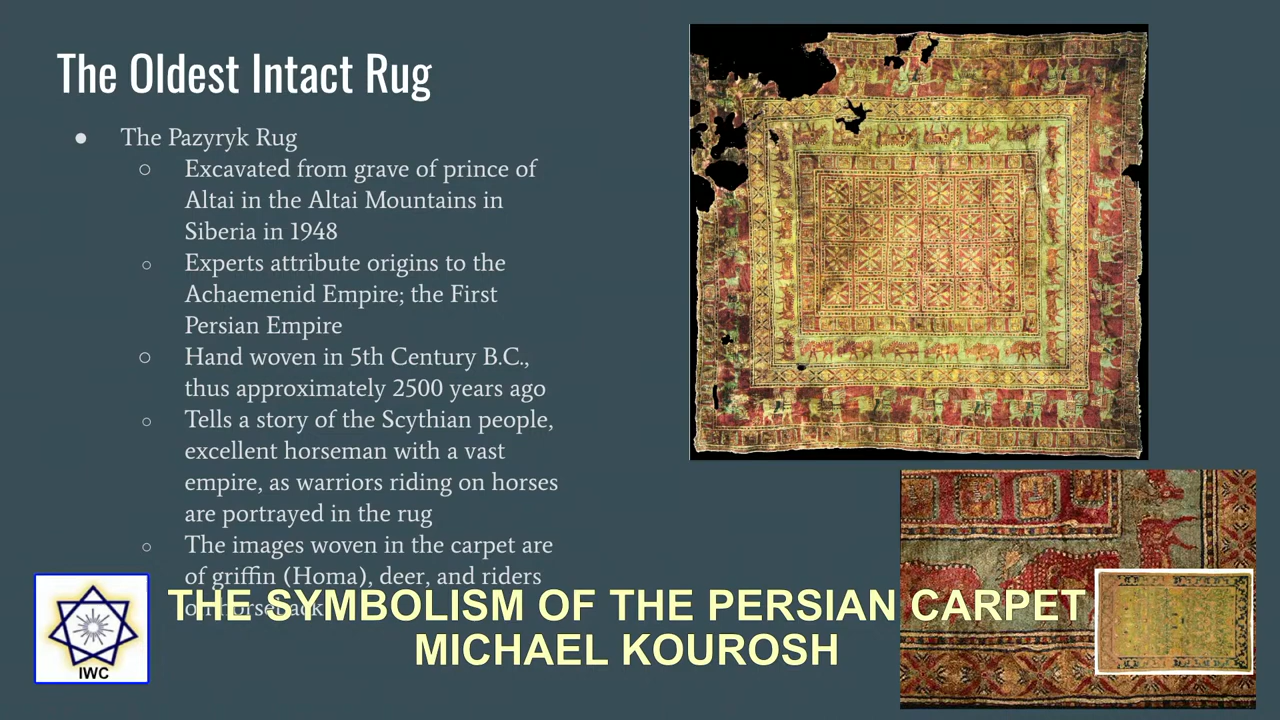 The Oldest Intact Rug
● The Pazyryk Rug
○ Excavated from grave of prince of
Altai in the Altai Mountains in
Siberia in 1948
○ Experts attribute origins to the
Achaemenid Empire; the First
Persian Empire
○ Hand woven in 5th Century B.C.,
thus approximately 2500 years ago
○ Tells a story of the Scythian people,
excellent horseman with a vast
empire, as warriors riding on horses
are portrayed in the rug
○ The images woven in the carpet are
of griffin (Homa), deer, and riders
on horseback
THE SYMBOLISM OF THE PERSIAN CARPET
MICHAEL KOUROSH
IWC